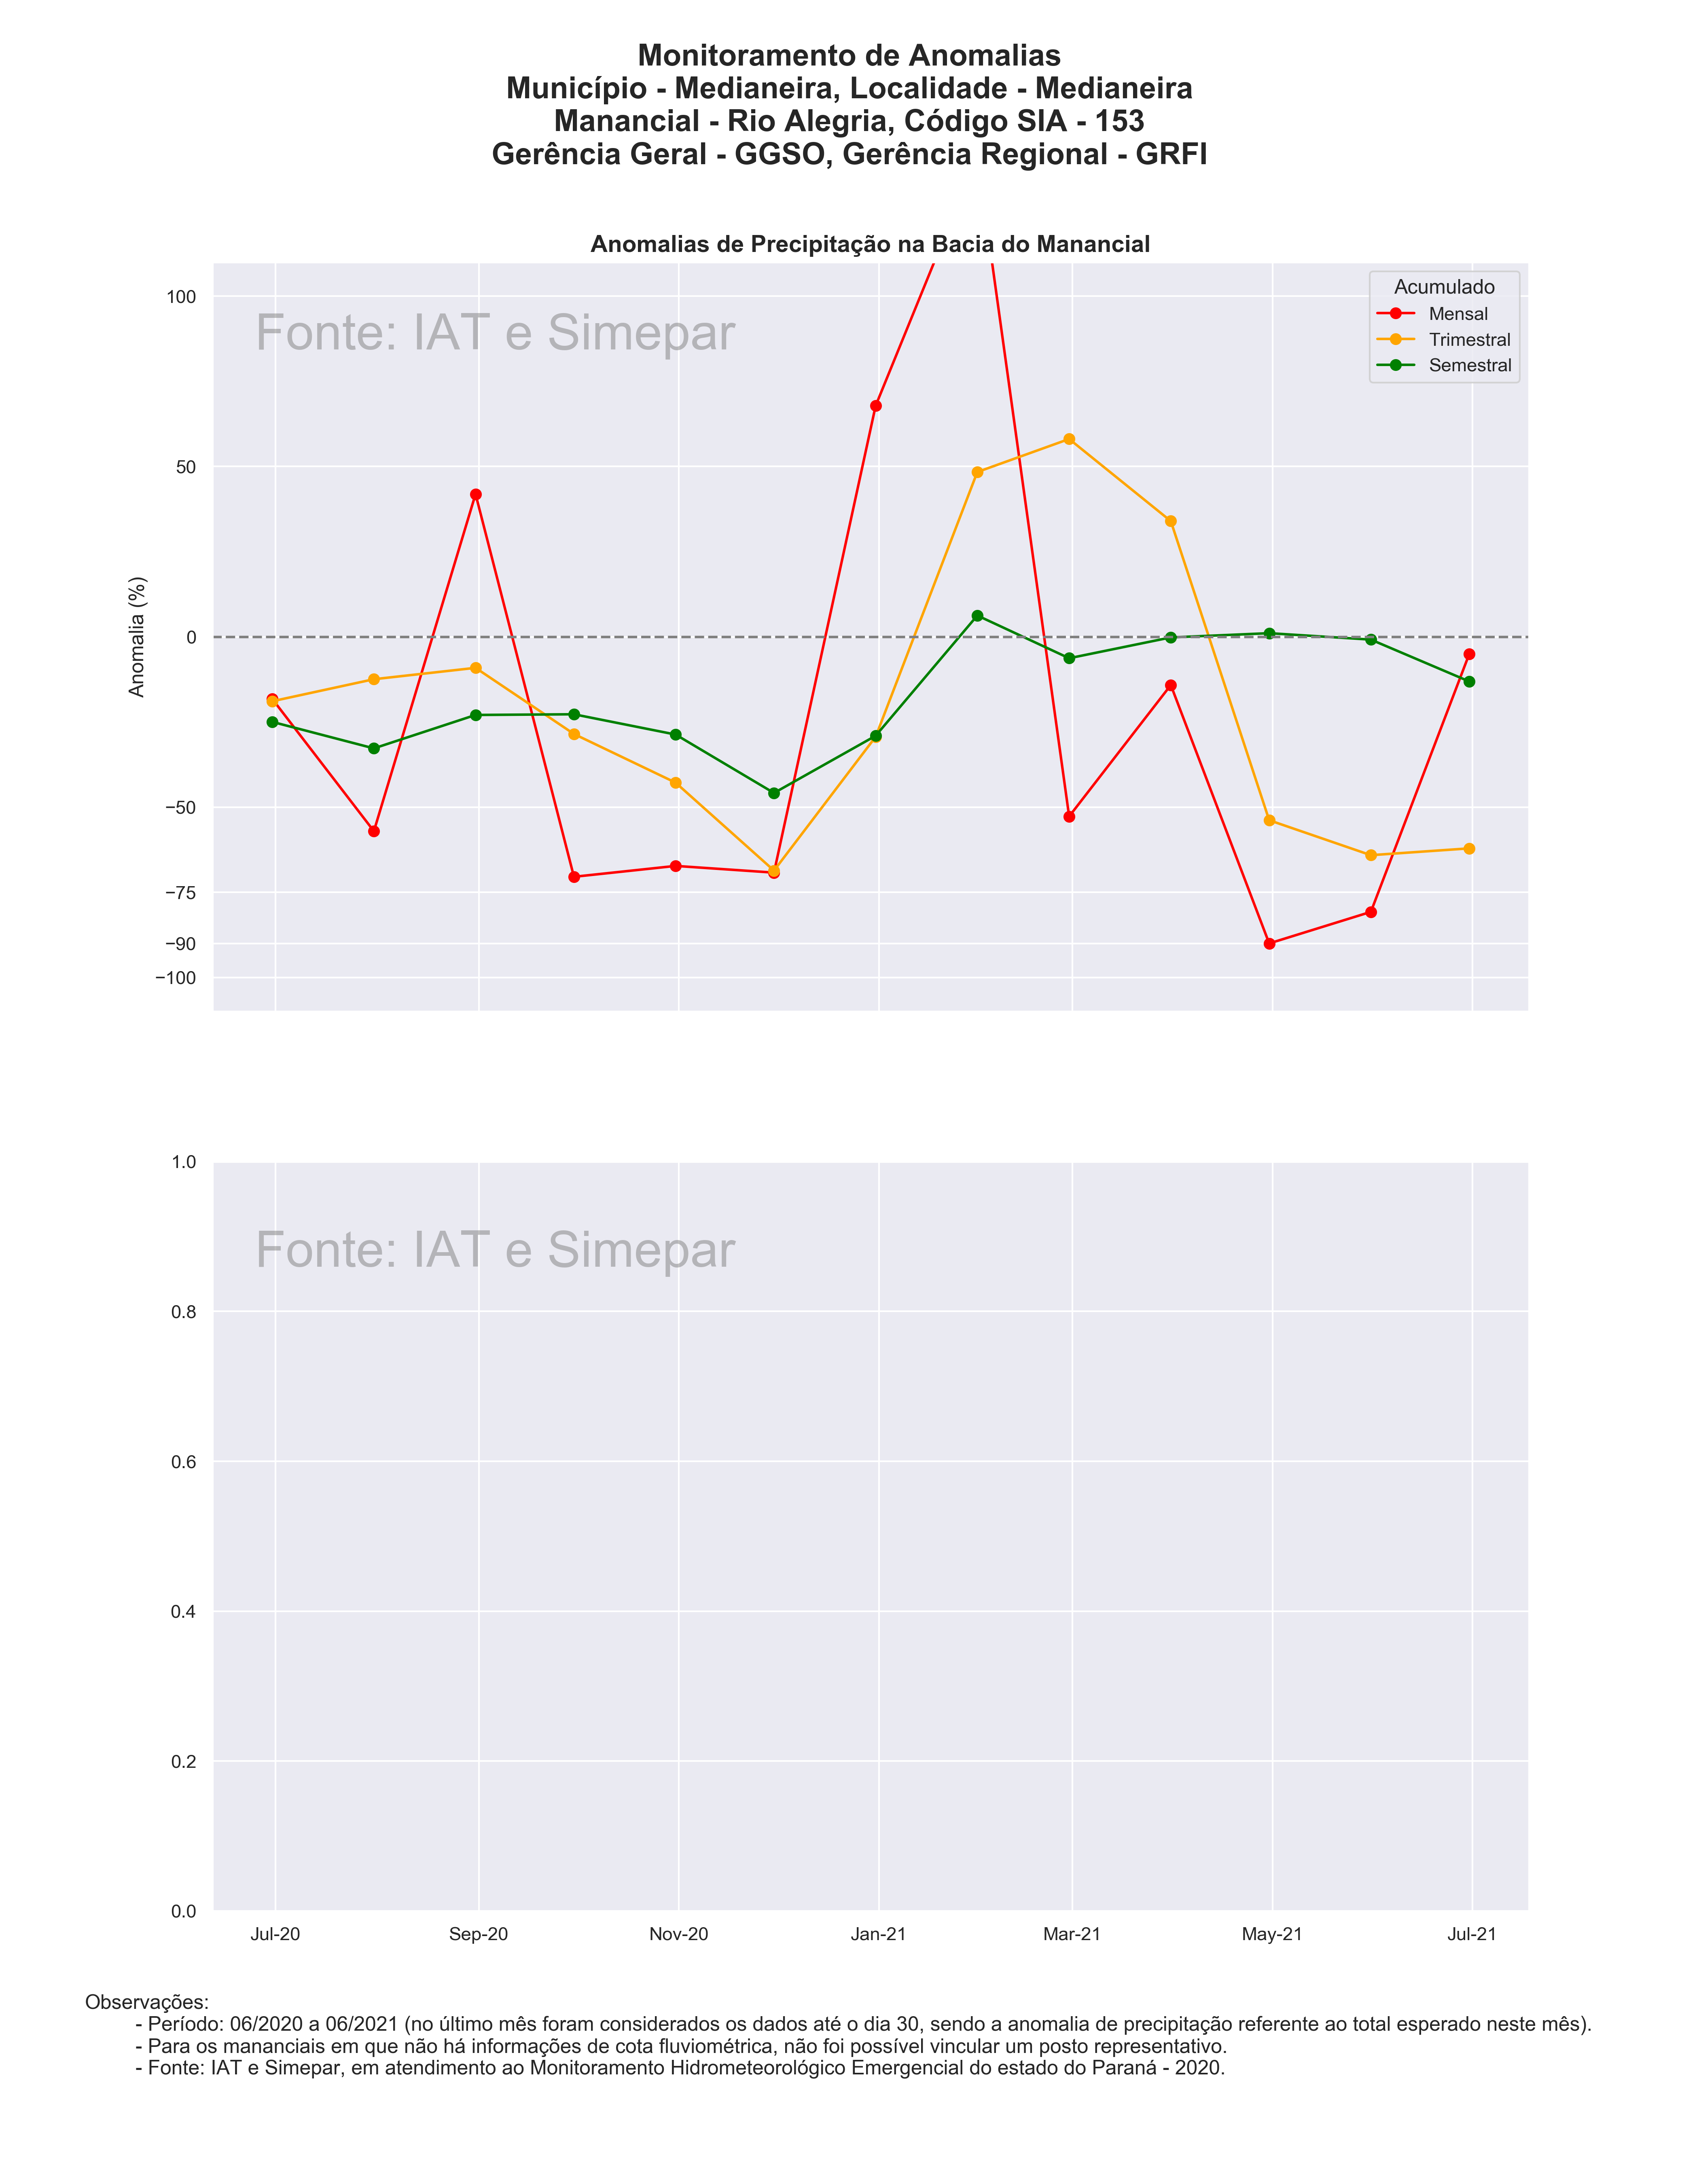 Monitoramento de Anomalias
Município - Medianeira, Localidade - Medianeira
Manancial - Rio Alegria, Código SIA - 153
Gerência Geral - GGSO, Gerência Regional - GRFI
Anomalias de Precipitação na Bacia do Manancial
Fonte: IAT e Simepar
Acumulado
Mensal
Trimestral
Semestral
Anomalia (%)
100
50
0
−50
−75
−90
−100
Fonte: IAT e Simepar
1.0
0.8
0.6
0.4
0.2
0.0
Jul-20 Sep-20 Nov-20 Jan-21 Mar-21 May-21 Jul-21
Observações:
- Período: 06/2020 a 06/2021 (no último mês foram considerados os dados até o dia 30, sendo a anomalia de precipitação referente ao total esperado neste mês).
- Para os mananciais em que não há informações de cota fluviométrica, não foi possível vincular um posto representativo.
- Fonte: IAT e Simepar, em atendimento ao Monitoramento Hidrometeorológico Emergencial do estado do Paraná - 2020.